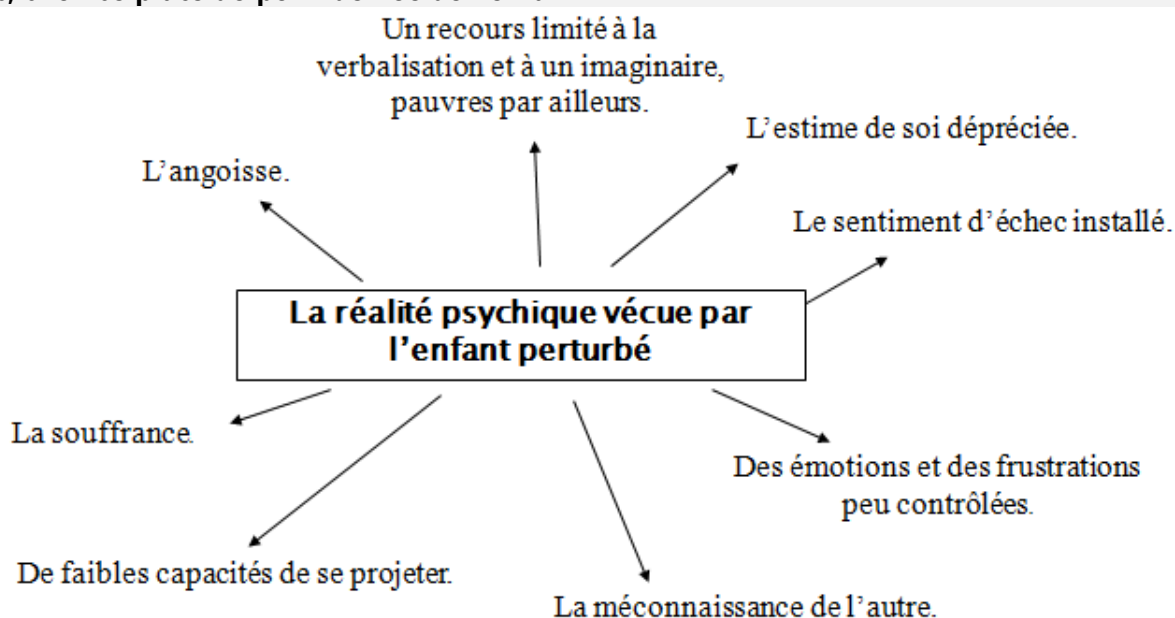 Un recours limité à la
verbalisation et à un imaginaire,
pauvres par ailleurs.
L'estime de soi dépréciée.
L'angoisse.
Le sentiment d'échec installé.
La réalité psychique vécue par
l'enfant perturbé
La souffrance.
Des émotions et des frustrations
peu contrôlées.
De faibles capacités de se projeter.
La méconnaissance de l'autre.